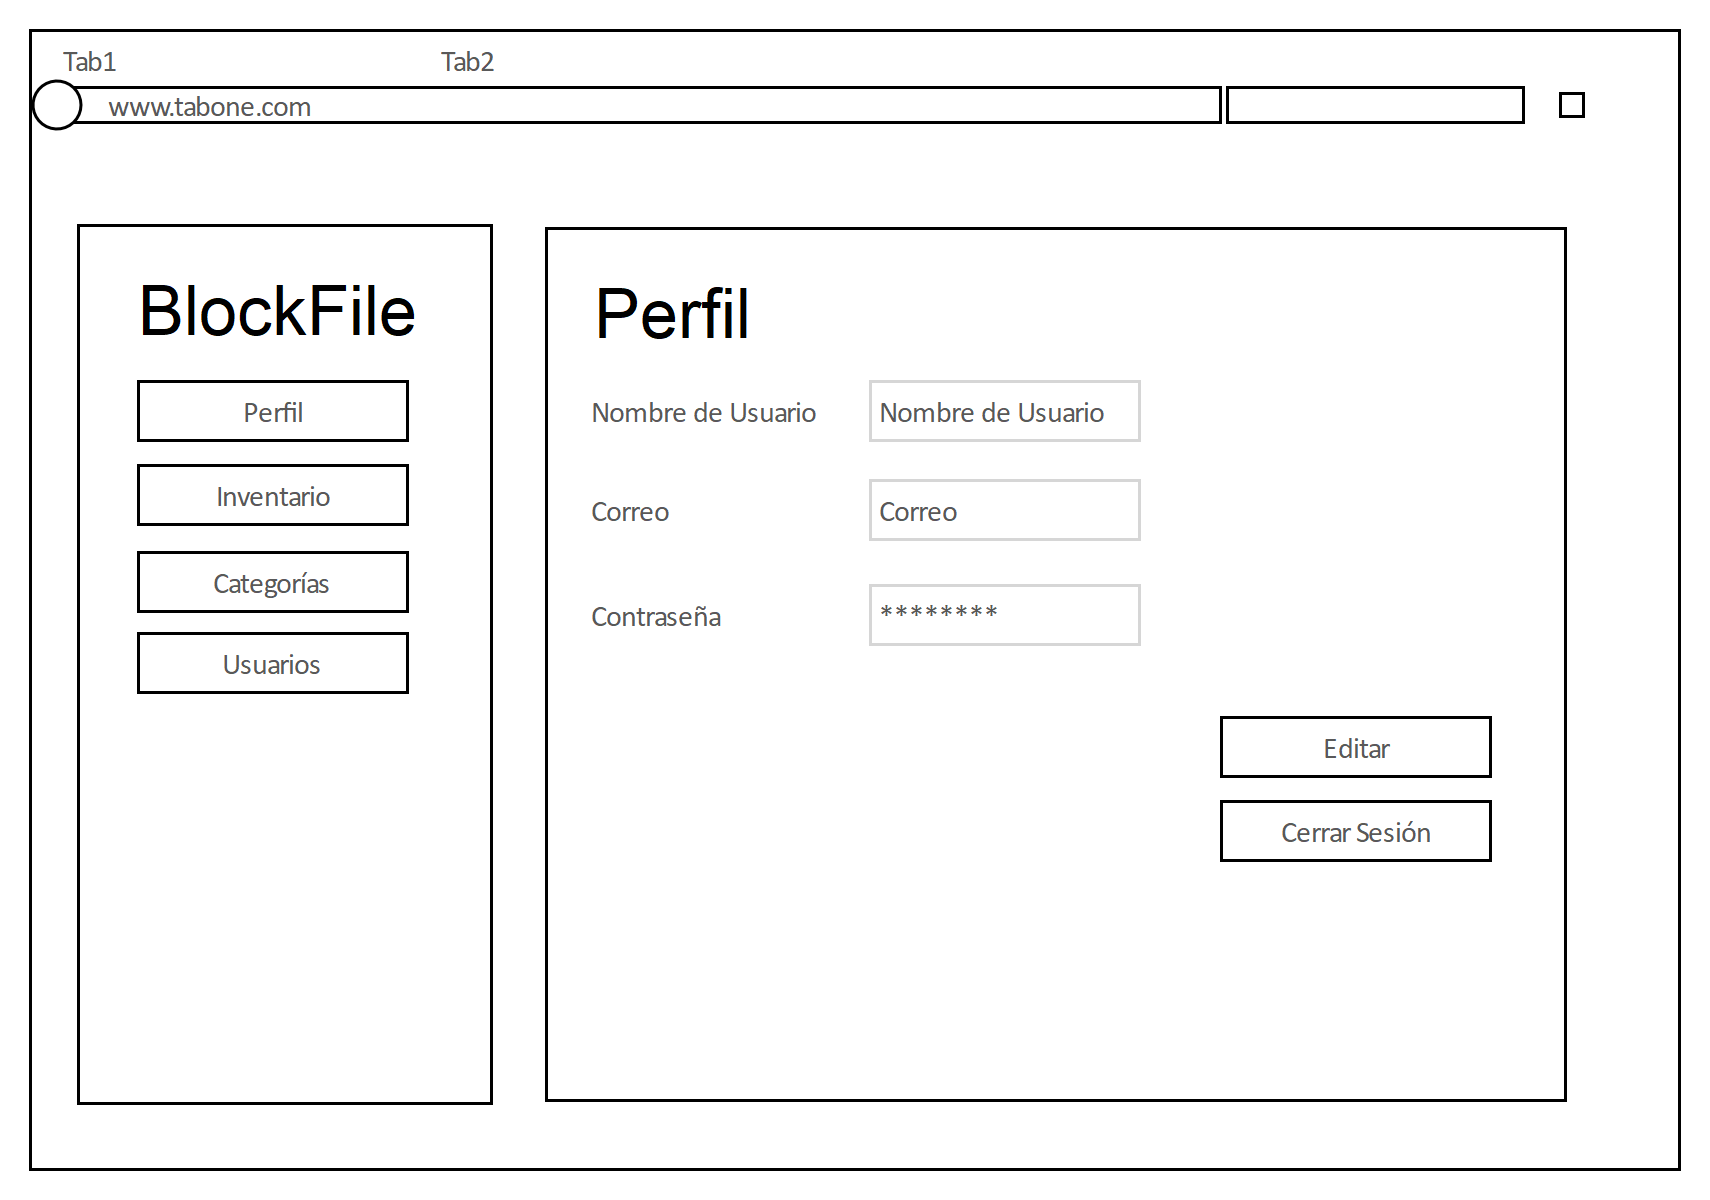 Tab1
Tab2
www.tabone.com
BlockFile
Perfil
Inventario
Categorías
Usuarios
Perfil
Nombre de Usuario
Nombre de Usuario
Correo
Correo
Contraseña
********
Editar
Cerrar Sesión